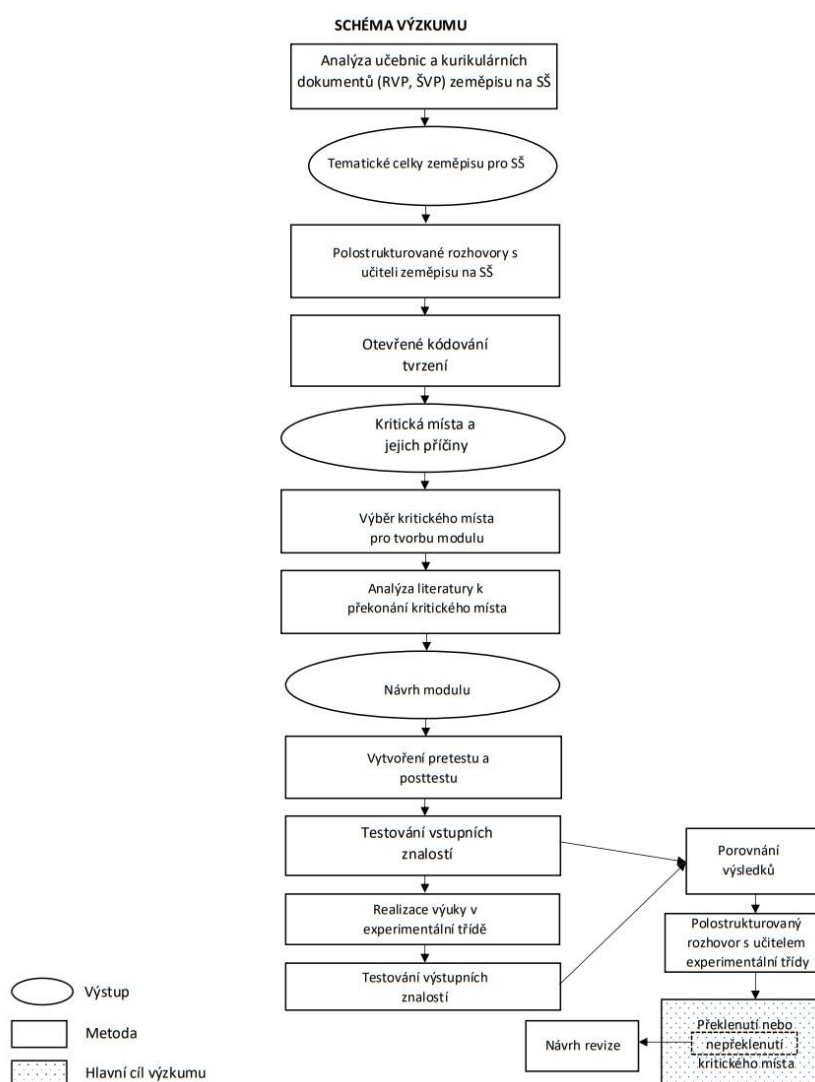 SCHÉMA VÝZKUMU
Analýza učebnic a kurikulárních
dokumentů (RVP, ŠVP) zeměpisu na SŠ
Tematické celky zeměpisu pro SŠ
Polostrukturované rozhovory s
učiteli zeměpisu na SŠ
Otevřené kódování
tvrzení
Kritická místa a
jejich příčiny
Výběr kritického místa
pro tvorbu modulu
Analýza literatury k
překonání kritického místa
Návrh modulu
Vytvoření pretestu a
posttestu
Testování vstupních
znalostí
Realizace výuky v
experimentální třídě
Testování výstupních
znalostí
Porovnání
výsledků
Polostrukturovaný
rozhovor s učitelem
experimentální třídy
Překlenutí nebo
nepřeklenutí
kritického místa
Návrh revize
Výstup
Metoda
Hlavní cíl výzkumu